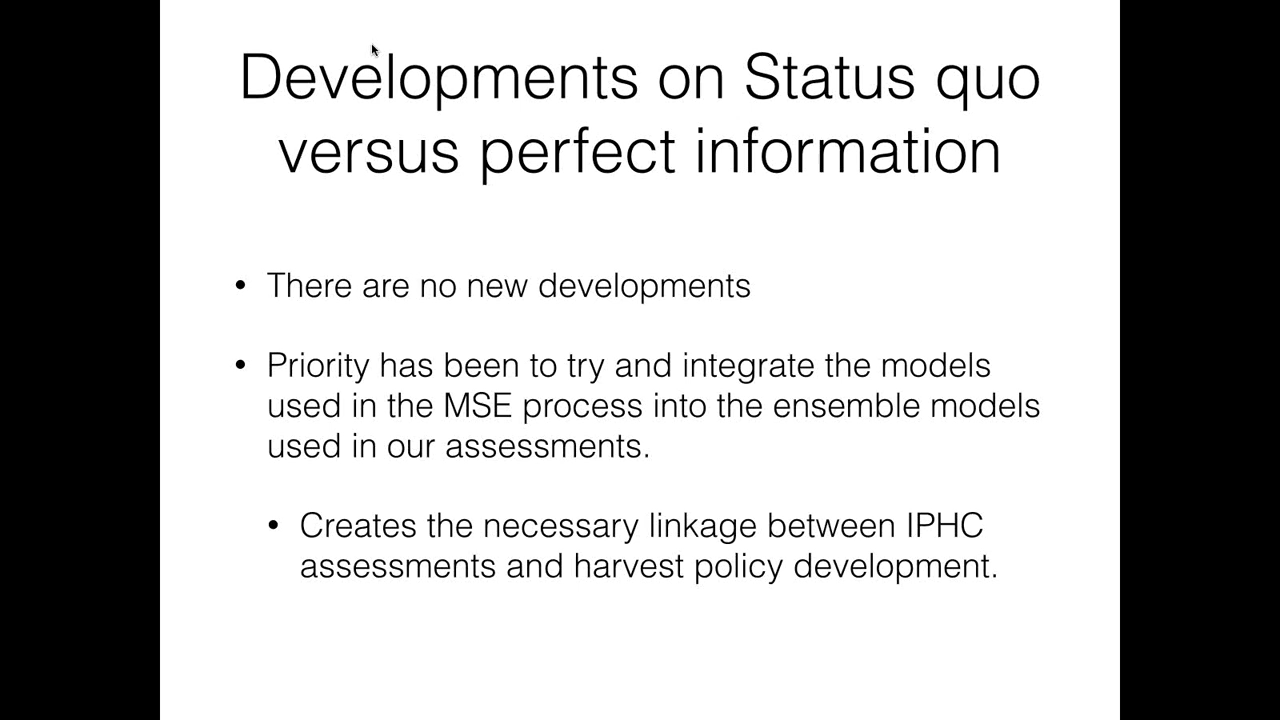 Developments on Status quo
versus perfect information
• There are no new developments
• Priority has been to try and integrate the models
used in the MSE process into the ensemble models
used in our assessments.
• Creates the necessary linkage between IPHC
assessments and harvest policy development.